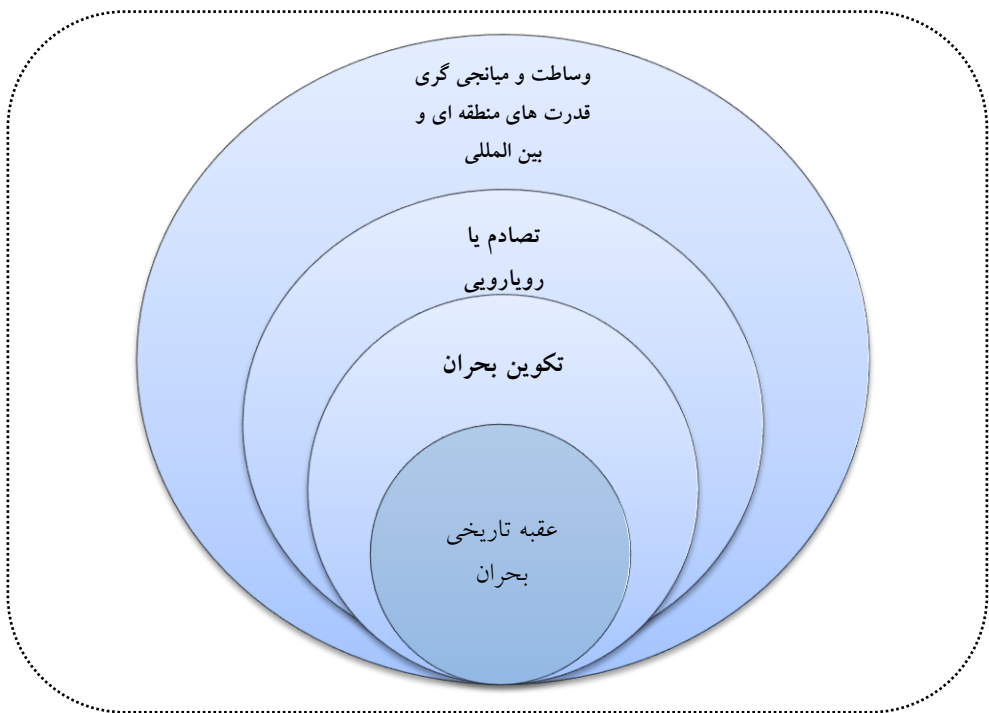 وساطت و میانجی گری
قدرت های منطقه ای و
بین المللی
تصادم یا
رویارویی
تکوین بحران
عقبه تاریخی
بحران